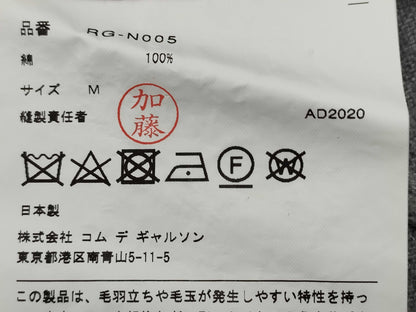 品番 RG-N005
綿 100%
サイズ M
加藤
縫製責任者 AD2020
F W
日本製
株式会社 コム デ ギャルソン
東京都港区南青山5-11-5
この製品は、毛羽立ちや毛玉が発生しやすい特性を持っ